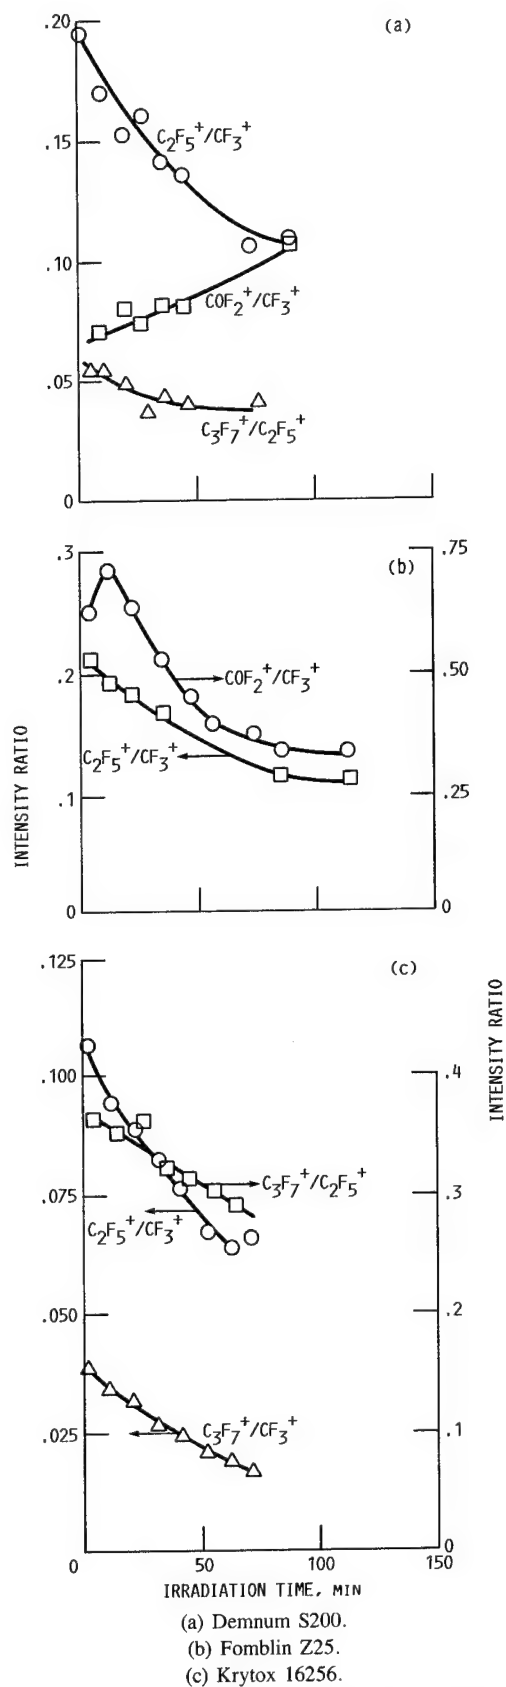 .20
(a)
C2F5+/CF3+
.15
.10
COF2+/CF3+
.05
C3F7+/C2F5+
0
.3
.75
(b)
COF2+/CF3+
.2
.50
C2F5+/CF3+
.1
.25
0
0
INTENSITY RATIO
.125
(c)
INTENSITY RATIO
.100
.4
C3F7+/C2F5+
.075
.3
C2F5+/CF3+
.050
.2
C3F7+/CF3+
.025
.1
0
0 50 100 150
IRRADIATION TIME, MIN
(a) Demnum S200.
(b) Fomblin Z25.
(c) Krytox 16256.